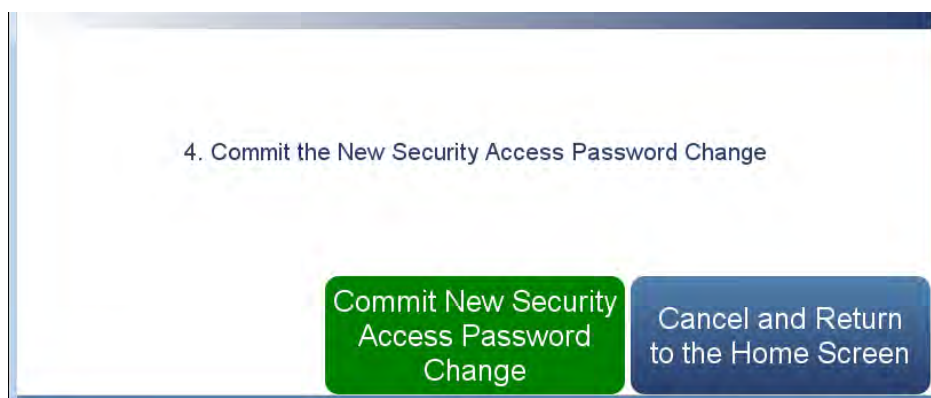 4. Commit the New Security Access Password Change
Commit New Security
Access Password
Change
Cancel and Return
to the Home Screen